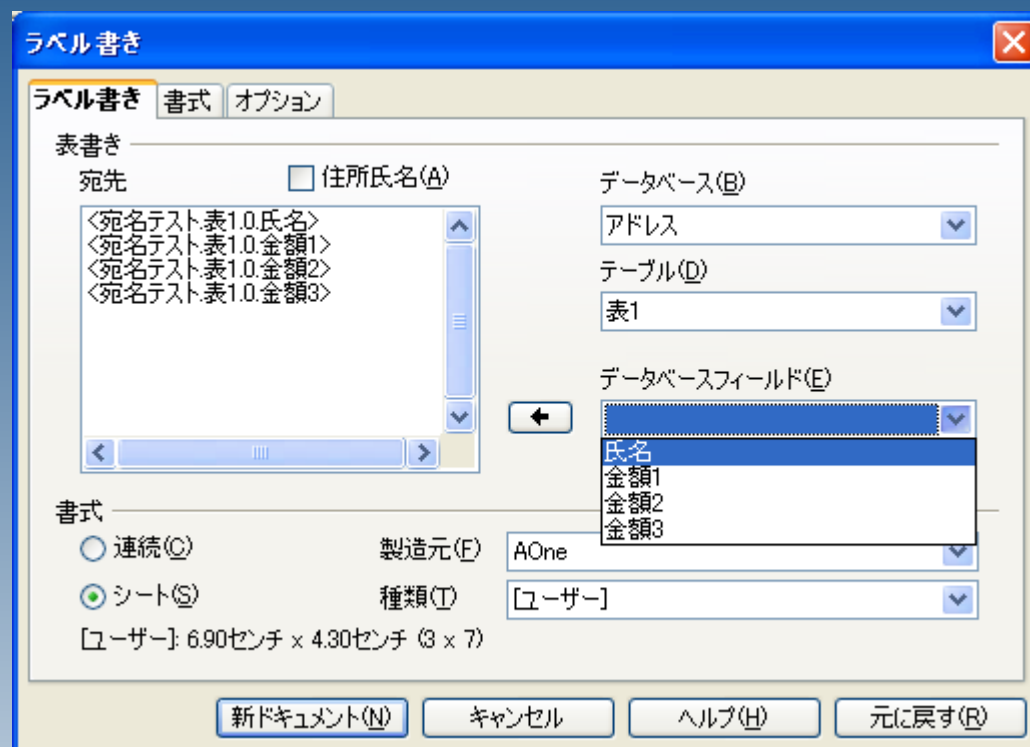 ラベル書き
ラベル書き 書式 オプション
表書き
宛先 住所氏名(A)
<宛名テスト.表1.0.氏名>
<宛名テスト.表1.0.金額1>
<宛名テスト.表1.0.金額2>
<宛名テスト.表1.0.金額3>
データベース(B)
アドレス
テーブル(D)
表1
データベースフィールド(E)
氏名
金額1
金額2
金額3
書式
連続(C) 製造元(F) AOne
シート(S) 種類(T) [ユーザー]
[ユーザー]: 6.90センチ x 4.30センチ (3 x 7)
新ドキュメント(N) キャンセル ヘルプ(H) 元に戻す(R)